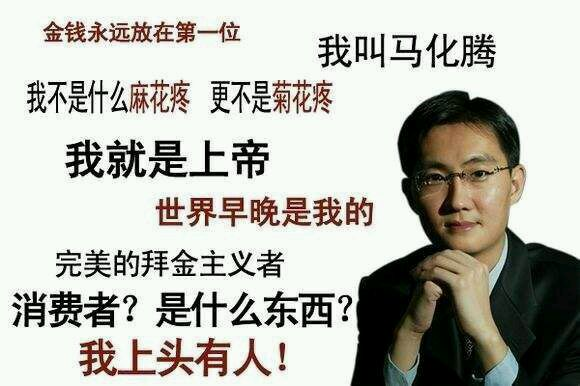 金钱永远放在第一位
我叫马化腾
我不是什么麻花疼 更不是菊花疼
我就是上帝
世界早晚是我的
完美的拜金主义者
消费者?是什么东西?
我上头有人!